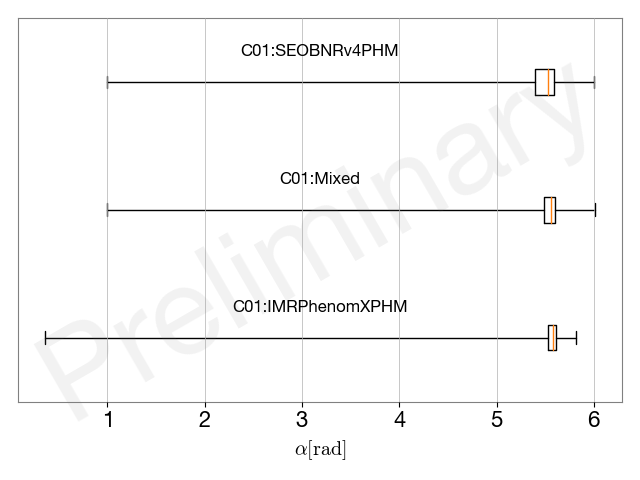 C01:SEOBNRv4PHM
C01:Mixed
C01:IMRPhenomXPHM
Preliminary
1 2 3 4 5 6
α[rad]